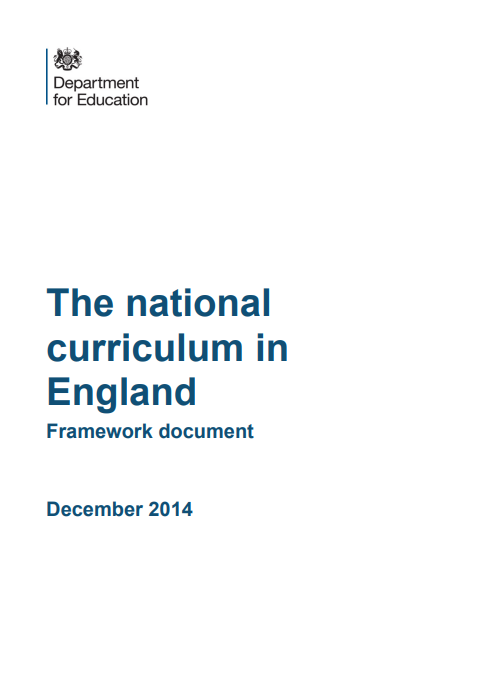 Department
for Education
The national
curriculum in
England
Framework document
December 2014